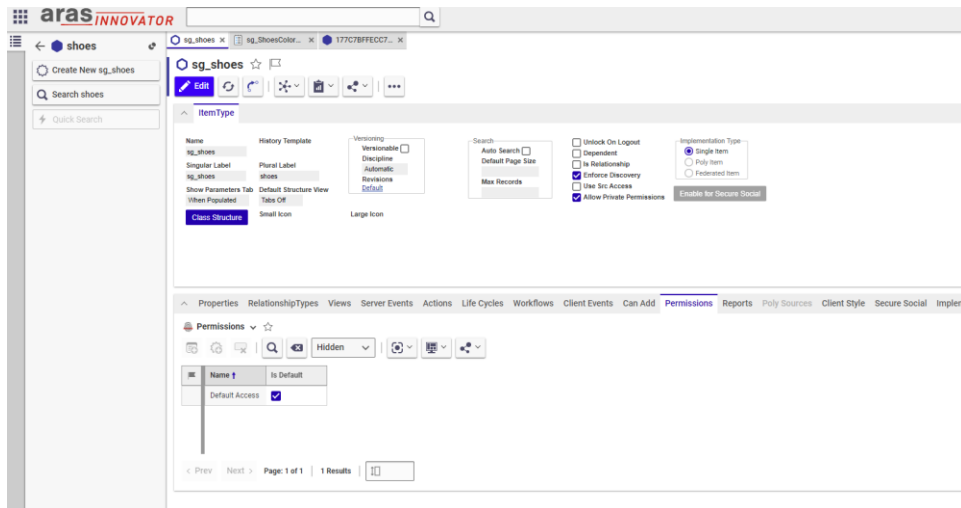 aras INNOVATOR
shoes
Create New sg_shoes
Search shoes
Quick Search
sg_shoes × sg_ShoesColor... × 177C7BFFECC7... ×
sg_shoes
Edit
ItemType
Name
sg_shoes
History Template
Singular Label
sg_shoes
Plural Label
shoes
Show Parameters Tab
When Populated
Default Structure View
Tabs Off
Class Structure
Small Icon
Large Icon
Versioning
Versionable
Discipline
Automatic
Revisions
Default
Search
Auto Search
Default Page Size
Max Records
Unlock On Logout
Dependent
Is Relationship
Enforce Discovery
Use Src Access
Allow Private Permissions
Implementation Type
Single Item
Poly Item
Federated Item
Enable for Secure Social
Properties RelationshipTypes Views Server Events Actions Life Cycles Workflows Client Events Can Add Permissions Reports Poly Sources Client Style Secure Social Impler
Permissions
Hidden
Name Is Default
Default Access
< Prev Next > Page: 1 of 1 1 Results